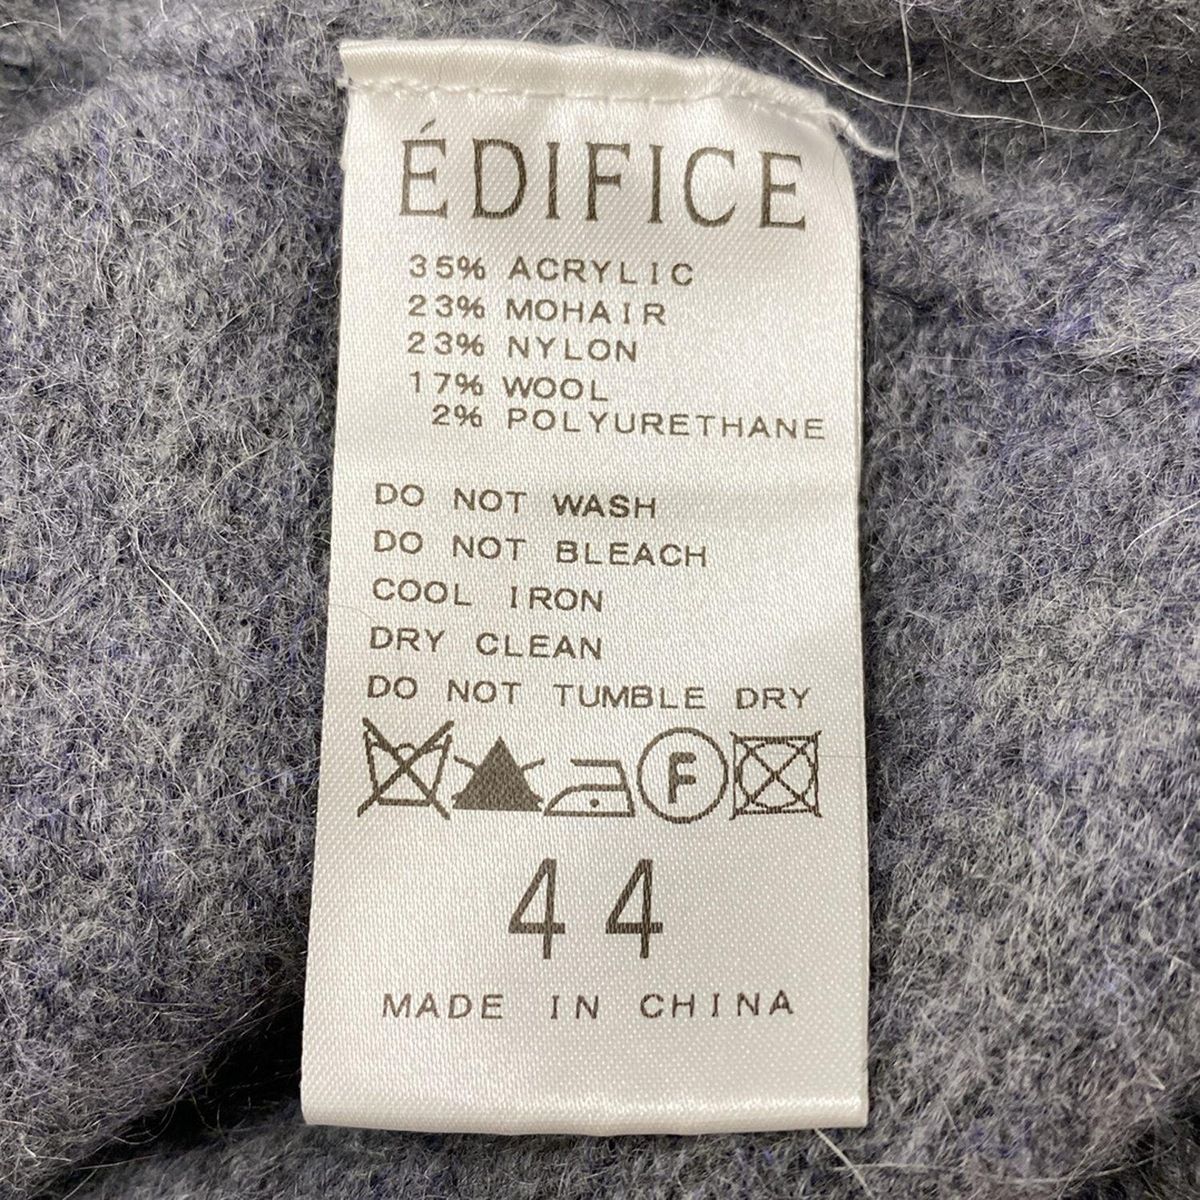 ÉDIFICE
35% ACRYLIC
23% MOHAIR
23% NYLON
17% WOOL
2% POLYURETHANE
DO NOT WASH
DO NOT BLEACH
COOL IRON
DRY CLEAN
DO NOT TUMBLE DRY
F
44
MADE IN CHINA